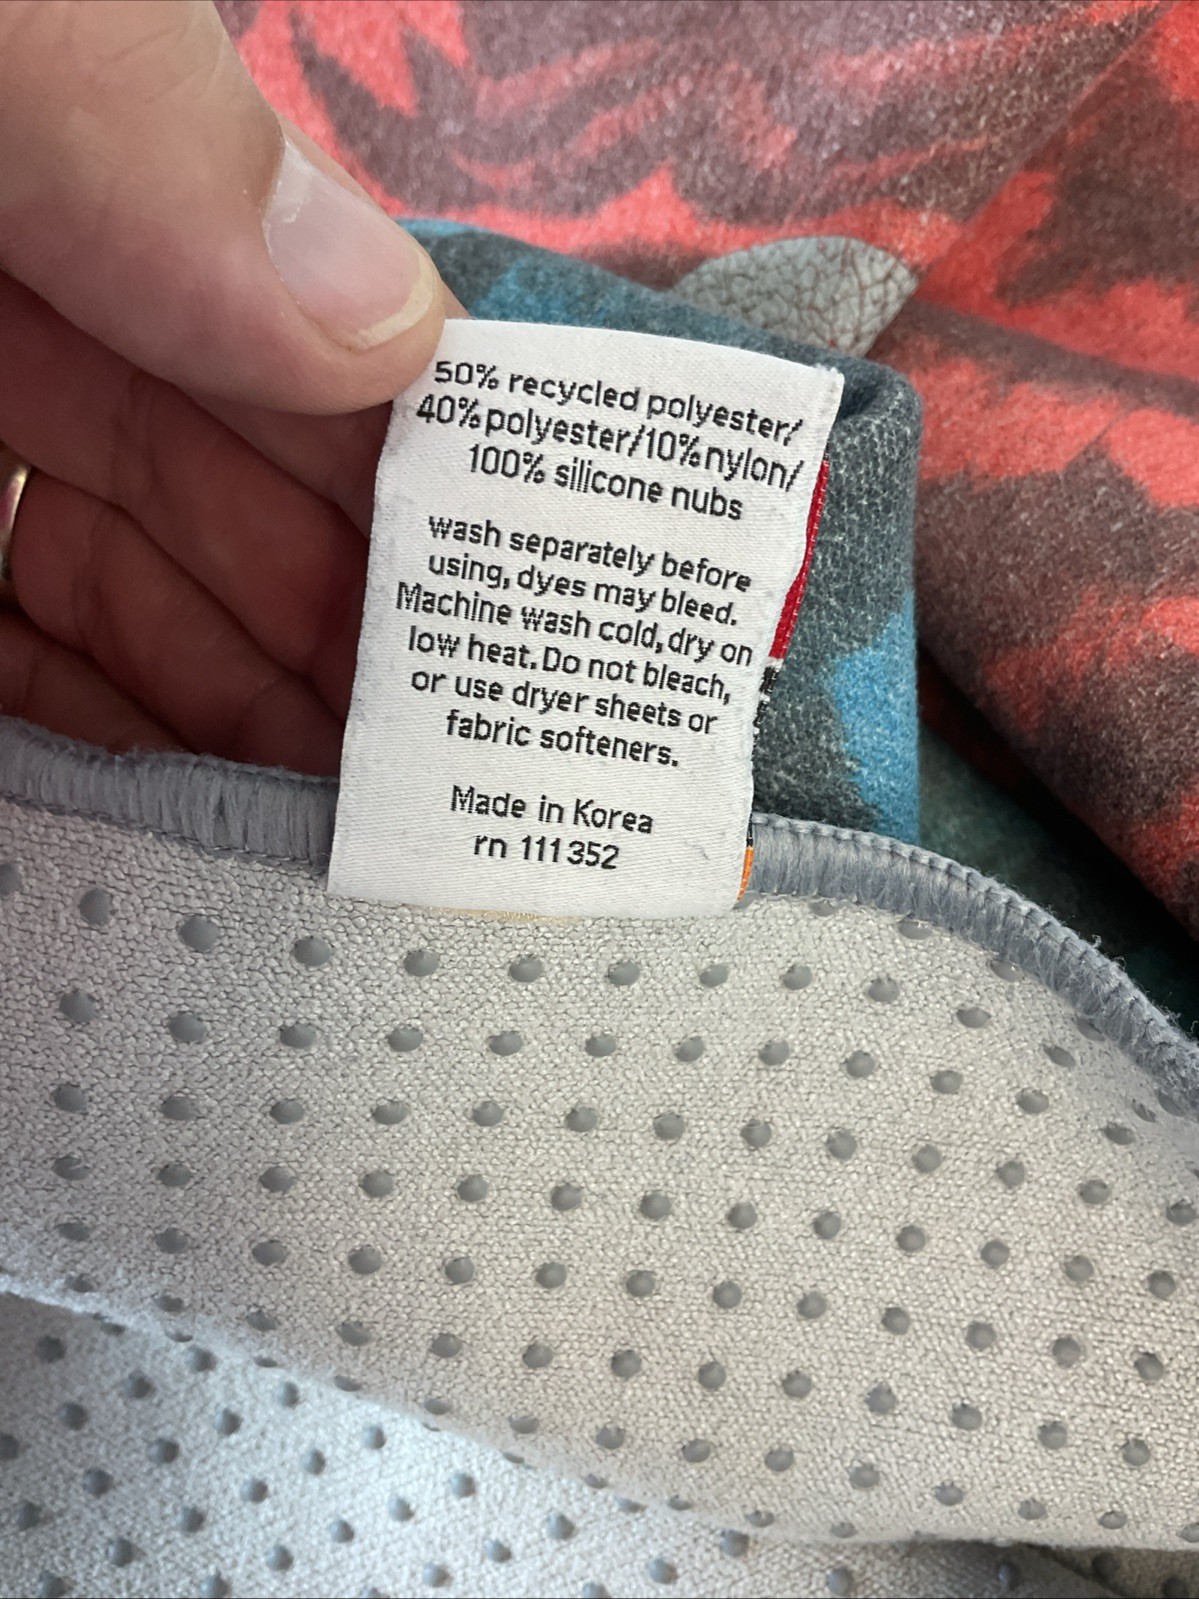 50% recycled polyester/
40% polyester/10% nylon/
100% silicone nubs
wash separately before
using, dyes may bleed.
Machine wash cold, dry on
low heat. Do not bleach,
or use dryer sheets or
fabric softeners.
Made in Korea
rn 111352